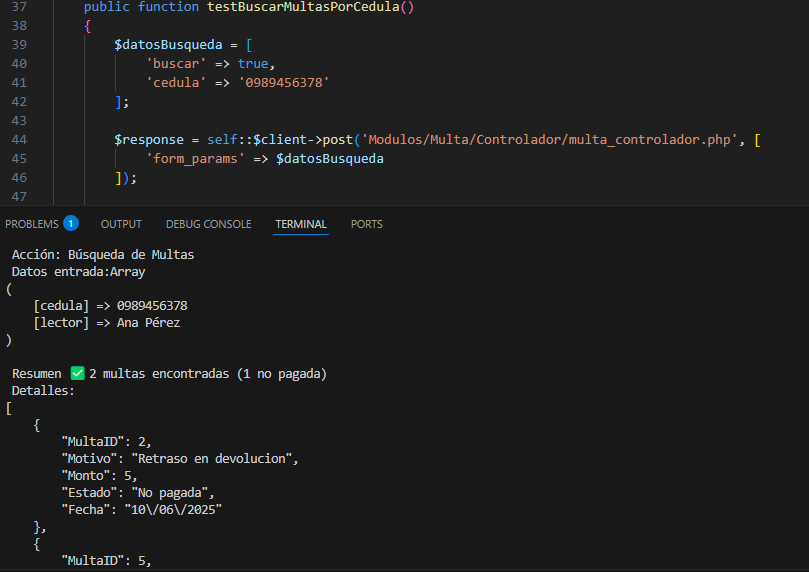 37 public function testBuscarMultasPorCedula()
38 {
39 $datosBusqueda = [
40 'buscar' => true,
41 'cedula' => '0989456378'
42 ];
43
44 $response = self::$client->post('Modulos/Multa/Controlador/multa_controlador.php', [
45 'form_params' => $datosBusqueda
46 ]);
47
PROBLEMS 1 OUTPUT DEBUG CONSOLE TERMINAL PORTS
Acción: Búsqueda de Multas
Datos entrada:Array
(
[cedula] => 0989456378
[lector] => Ana Pérez
)
Resumen ✅ 2 multas encontradas (1 no pagada)
Detalles:
[
{
"MultaID": 2,
"Motivo": "Retraso en devolucion",
"Monto": 5,
"Estado": "No pagada",
"Fecha": "10\/06\/2025"
},
{
"MultaID": 5,